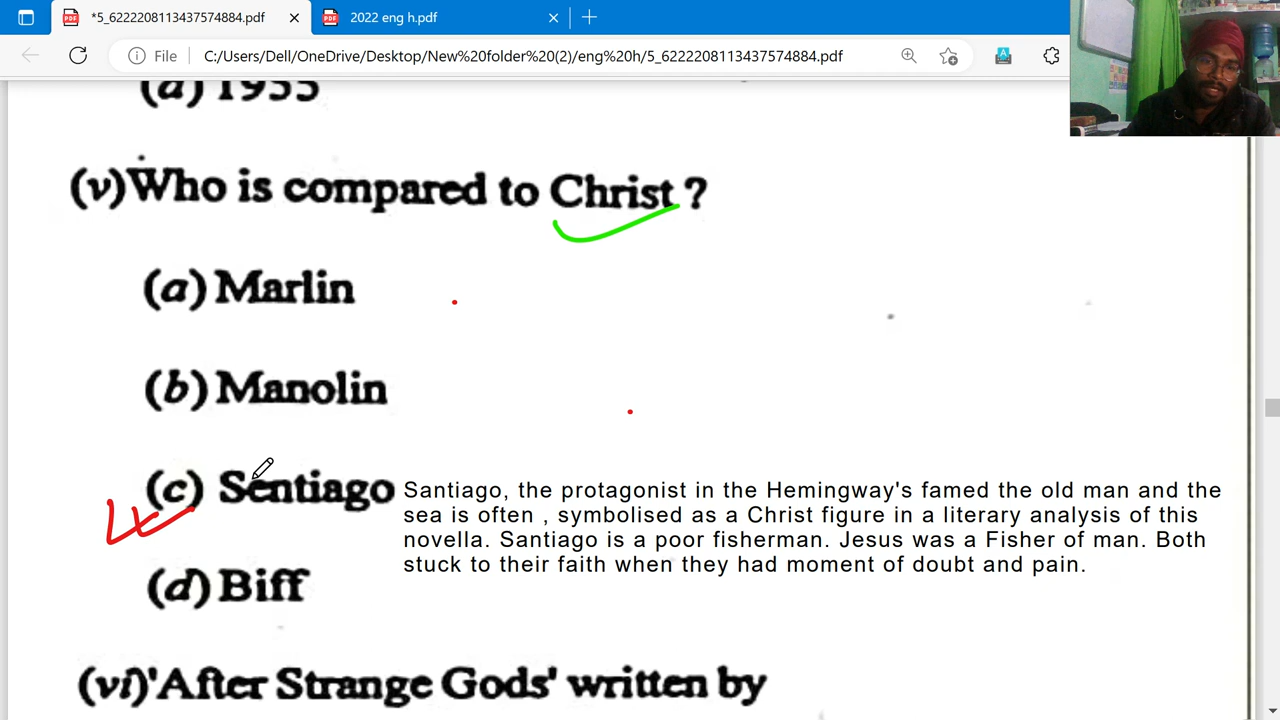 *5_6222208113437574884.pdf
2022 eng h.pdf
File
C:/Users/Dell/OneDrive/Desktop/New%20folder%20(2)/eng%20h/5_6222208113437574884.pdf
(v) Who is compared to Christ ?
(a) Marlin
(b) Manolin
(c) Sentiago
Santiago, the protagonist in the Hemingway's famed the old man and the
sea is often , symbolised as a Christ figure in a literary analysis of this
novella. Santiago is a poor fisherman. Jesus was a Fisher of man. Both
stuck to their faith when they had moment of doubt and pain.
(d) Biff
(vi) 'After Strange Gods' written by